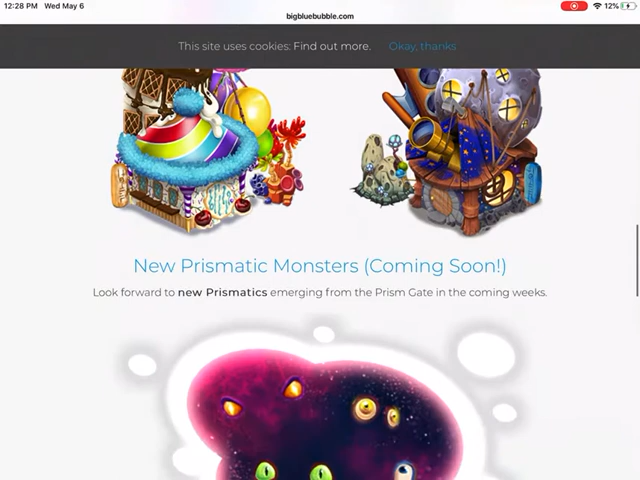 12:28 PM Wed May 6
12%
bigbluebubble.com
This site uses cookies: Find out more. Okay, thanks
New Prismatic Monsters (Coming Soon!)
Look forward to new Prismatics emerging from the Prism Gate in the coming weeks.